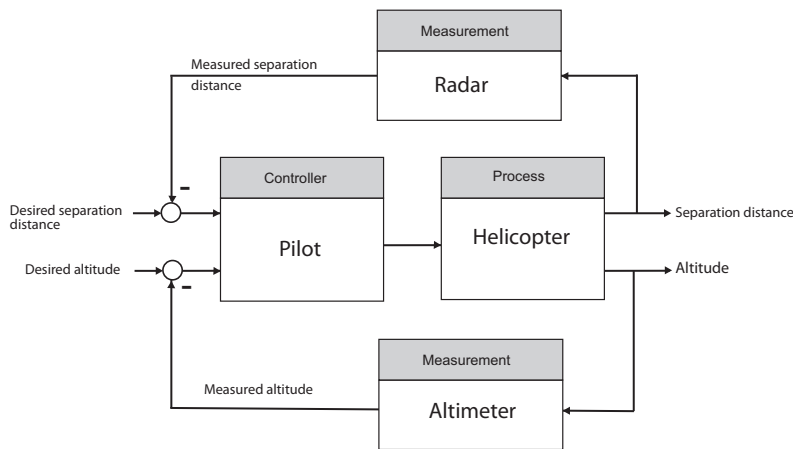 Measurement
Measured separation
distance
Radar
Controller
Process
Desired separation
distance
Pilot
Helicopter
Separation distance
Desired altitude
Altitude
Measurement
Measured altitude
Altimeter